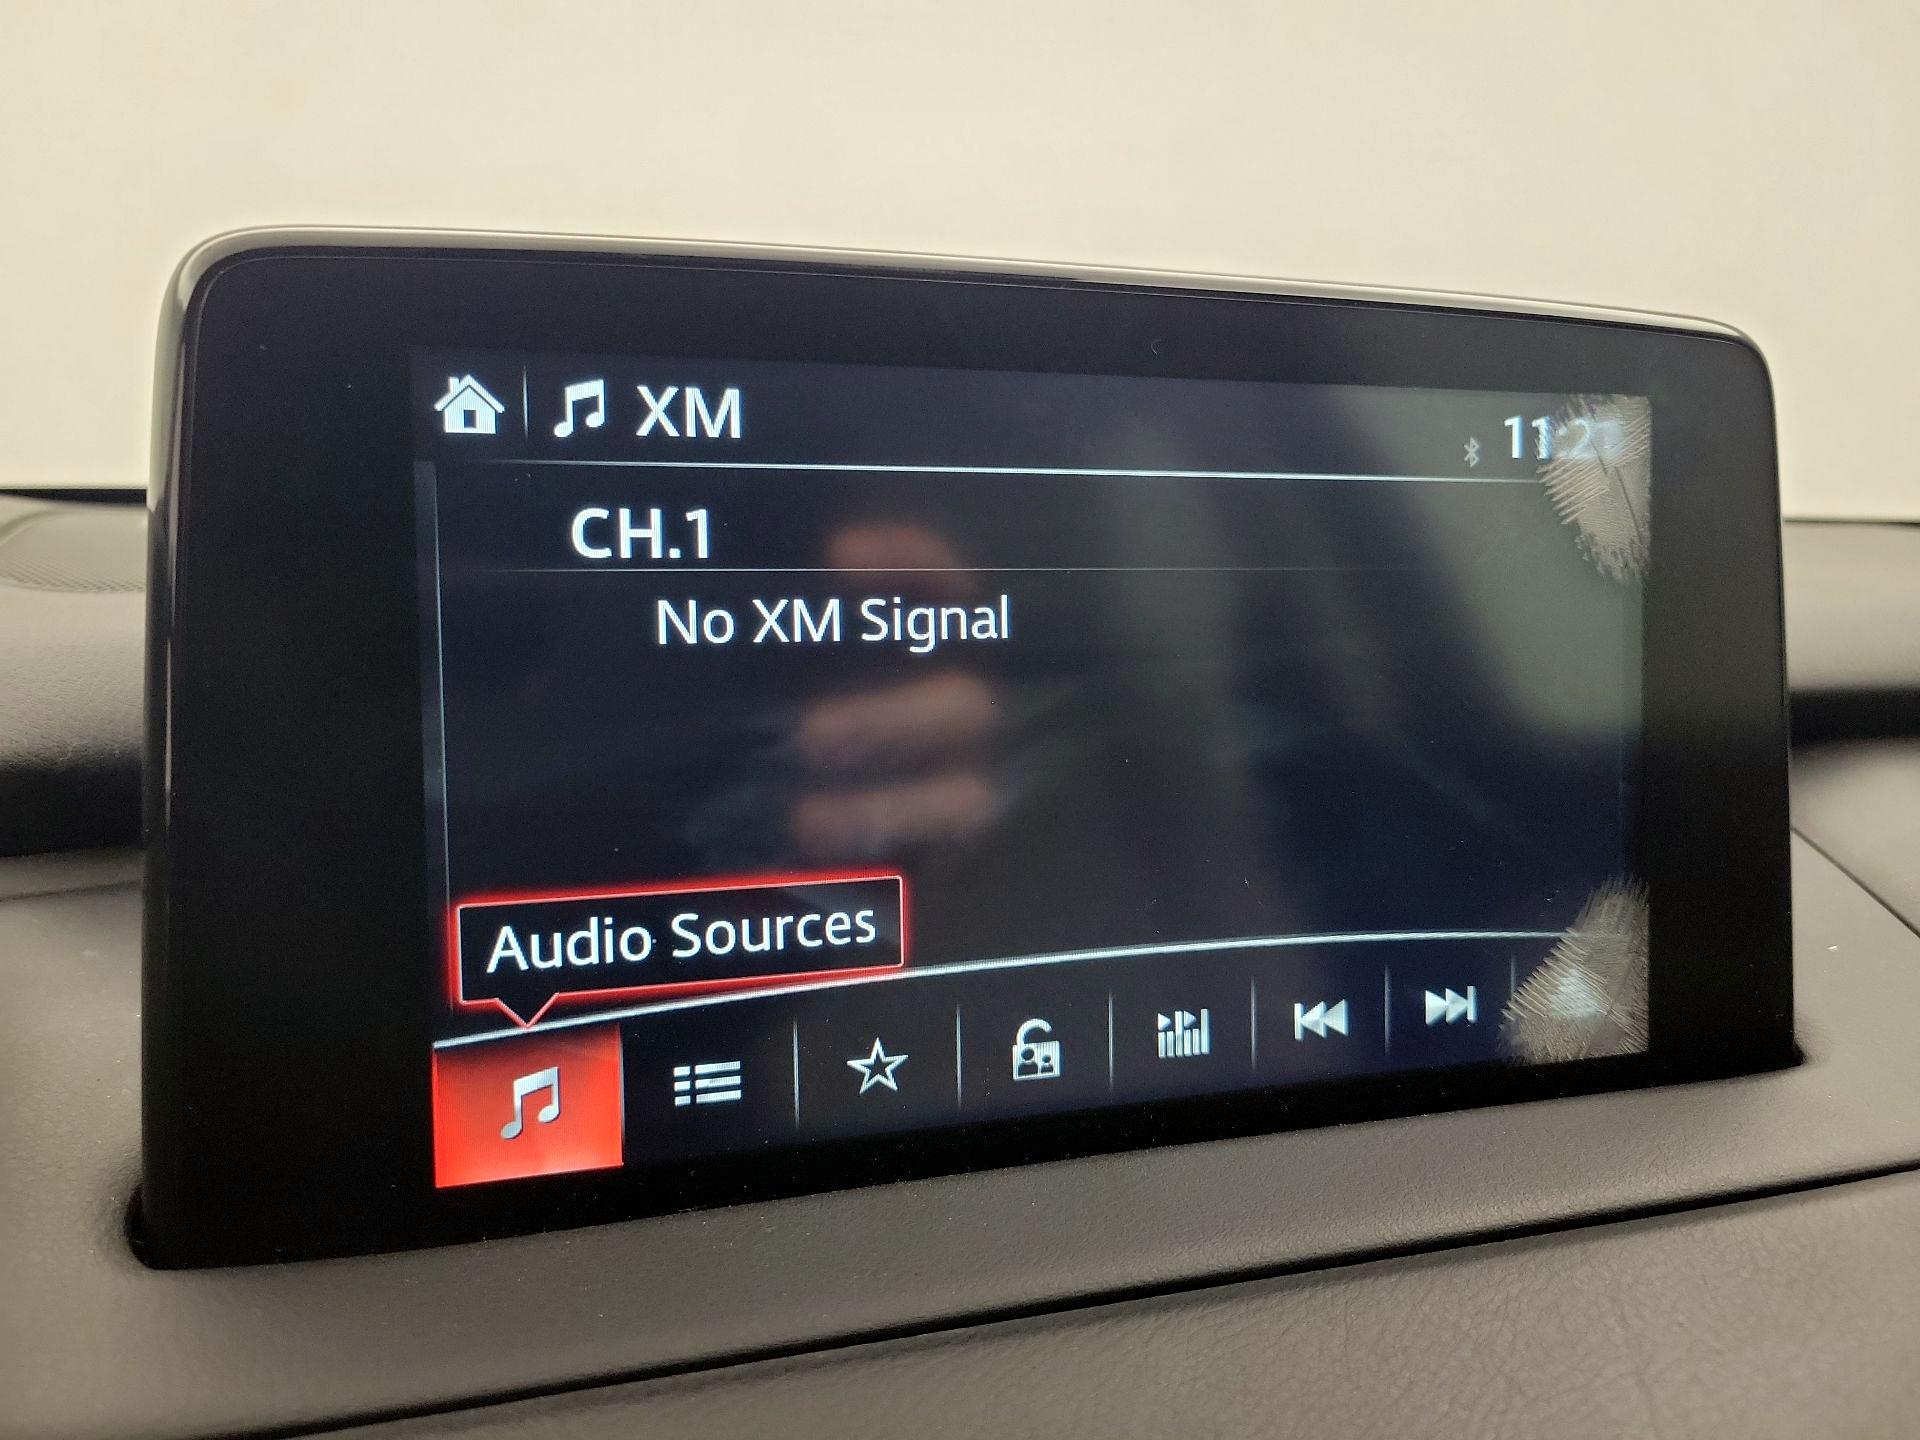 XM
CH.1
No XM Signal
Audio Sources